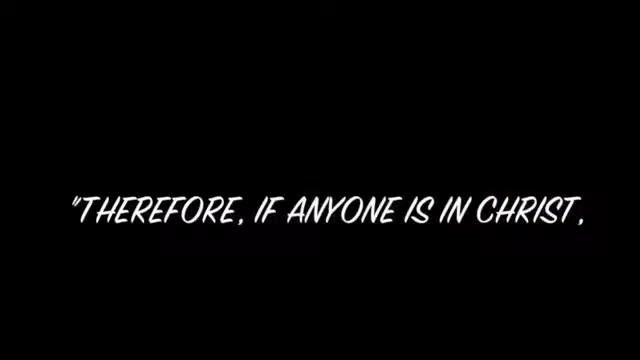 "THEREFORE, IF ANYONE IS IN CHRIST,